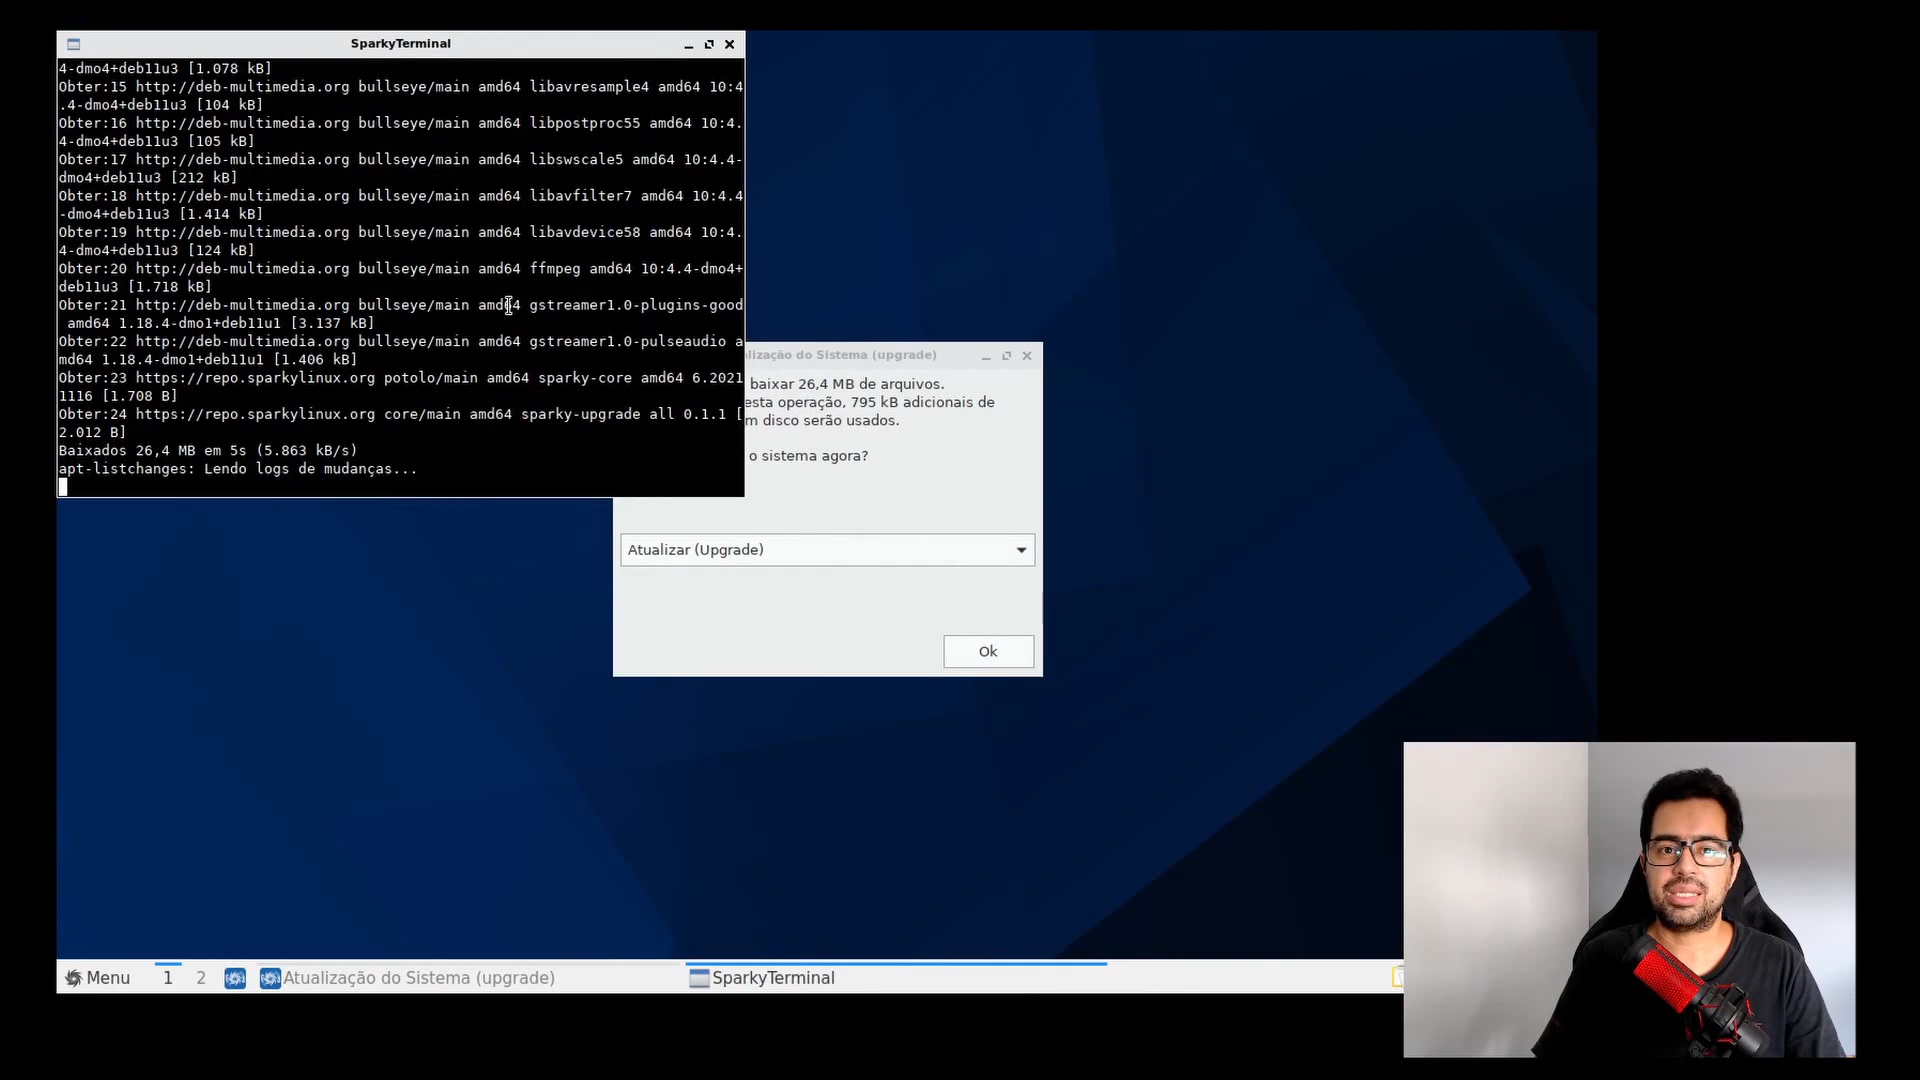 SparkyTerminal
4-dmo4+deb11u3 [1.078 kB]
Obter:15 http://deb-multimedia.org bullseye/main amd64 libavresample4 amd64 10:4
.4-dmo4+deb11u3 [104 kB]
Obter:16 http://deb-multimedia.org bullseye/main amd64 libpostproc55 amd64 10:4.
4-dmo4+deb11u3 [105 kB]
Obter:17 http://deb-multimedia.org bullseye/main amd64 libswscale5 amd64 10:4.4-
dmo4+deb11u3 [212 kB]
Obter:18 http://deb-multimedia.org bullseye/main amd64 libavfilter7 amd64 10:4.4
-dmo4+deb11u3 [1.414 kB]
Obter:19 http://deb-multimedia.org bullseye/main amd64 libavdevice58 amd64 10:4.
4-dmo4+deb11u3 [124 kB]
Obter:20 http://deb-multimedia.org bullseye/main amd64 ffmpeg amd64 10:4.4-dmo4+
deb11u3 [1.718 kB]
Obter:21 http://deb-multimedia.org bullseye/main amd64 gstreamer1.0-plugins-good
amd64 1.18.4-dmo1+deb11u1 [3.137 kB]
Obter:22 http://deb-multimedia.org bullseye/main amd64 gstreamer1.0-pulseaudio a
md64 1.18.4-dmo1+deb11u1 [1.406 kB]
Obter:23 https://repo.sparkylinux.org potolo/main amd64 sparky-core amd64 6.2021
1116 [1.708 B]
Obter:24 https://repo.sparkylinux.org core/main amd64 sparky-upgrade all 0.1.1 [
2.012 B]
Baixados 26,4 MB em 5s (5.863 kB/s)
apt-listchanges: Lendo logs de mudanças...
alização do Sistema (upgrade)
baixar 26,4 MB de arquivos.
esta operação, 795 kB adicionais de
m disco serão usados.
o sistema agora?
Atualizar (Upgrade)
Ok
Menu 1 2 Atualização do Sistema (upgrade) SparkyTerminal